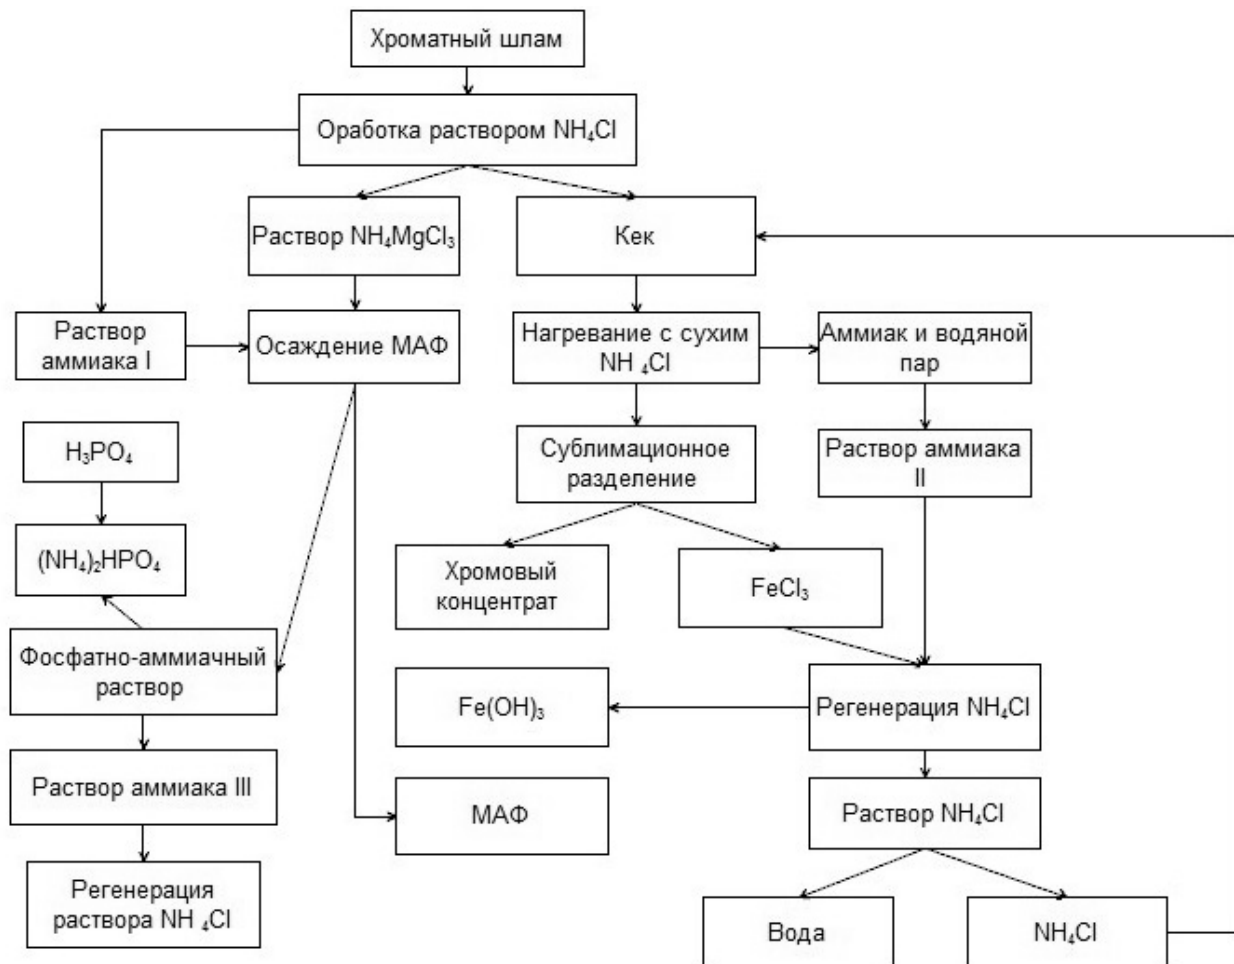 Хроматный шлам
Оработка раствором NH₄Cl
Раствор NH₄MgCl₃
Кек
Раствор
аммиака I
Осаждение МАФ
Нагревание с сухим
NH ₄Cl
Аммиак и водяной
пар
H₃PO₄
Сублимационное
разделение
Раствор аммиака
II
(NH₄)₂HPO₄
Хромовый
концентрат
FeCl₃
Фосфатно-аммиачный
раствор
Fe(OH)₃
Регенерация NH₄Cl
Раствор аммиака III
МАФ
Раствор NH₄Cl
Регенерация
раствора NH ₄Cl
Вода
NH₄Cl